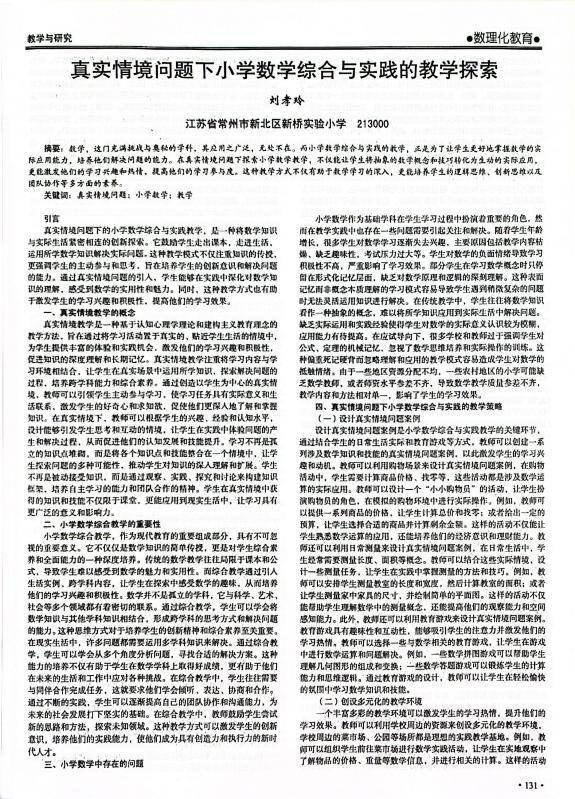 教学与研究
●数理化教育●
真实情境问题下小学数学综合与实践的教学探索
刘孝玲
江苏省常州市新北区新桥实验小学 213000
摘要：数学，这门充满挑战与奥秘的学科，其应用之广泛，无处不在。而小学数学综合与实践的教学，正是为了让学生更好地掌握数学的实
际应用能力，培养他们解决问题的能力。在真实情境问题下探索小学数学教学，不仅能让学生将抽象的数学概念和技巧转化为生动的实际应用，
更能激发他们的学习兴趣和热情，提高他们的学习参与度。这种教学方式不仅有助于数学学习的深入，更能培养学生的逻辑思维、创新思维以及
团队协作等多方面的素养。
关键词：真实情境问题；小学数学；教学
引言
真实情境问题下的小学数学综合与实践教学，是一种将数学知识
与实际生活紧密相连的创新探索。它鼓励学生走出课本，走进生活，
运用所学数学知识解决实际问题。这种教学模式不仅注重知识的传授，
更强调学生的主动参与和思考，旨在培养学生的创新意识和解决问题
的能力。通过真实情境问题的引入，学生能够在实践中深化对数学知
识的理解，感受到数学的实用性和魅力。同时，这种教学方式也有助
于激发学生的学习兴趣和积极性，提高他们的学习效果。
一、真实情境教学的概念
真实情境教学是一种基于认知心理学理论和建构主义教育理念的
教学方法，旨在通过将学习活动置于真实的、贴近学生生活的情境中，
为学生提供丰富的体验和实践机会，激发他们的学习兴趣和积极性，
促进知识的深度理解和长期记忆。真实情境教学注重将学习内容与学
习环境相结合，让学生在真实场景中运用所学知识，探索解决问题的
过程，培养跨学科能力和综合素养。通过创造以学生为中心的真实情
境，教师可以引领学生主动参与学习，使学习任务具有实际意义和生
活联系，激发学生的好奇心和求知欲，促使他们更深入地了解和掌握
知识。在真实情境下，教师可以根据学生的兴趣、经验和认知水平，
设计能够引发学生思考和互动的情境，让学生在实践中体验问题的产
生和解决过程，从而促进他们的认知发展和技能提升。学习不再是孤
立的知识点堆砌，而是将各个知识点和技能整合在一个情境中，让学
生探索问题的多种可能性，推动学生对知识的深入理解和扩展。学生
不再是被动接受知识，而是通过观察、实践、探究和讨论来构建知识
框架，培养自主学习的能力和团队合作的精神。学生在真实情境中获
得的知识和技能不仅限于课堂，更能应用到现实生活中，让学习具有
更广泛的意义和影响力。
二、小学数学综合教学的重要性
小学数学综合教学，作为现代教育的重要组成部分，具有不可忽
视的重要意义。它不仅仅是数学知识的简单传授，更是对学生综合素
养和全面能力的一种深度培养。传统的数学教学往往局限于课本和公
式，导致学生难以感受到数学的魅力和实用性。而综合教学通过引入
生活实例、跨学科内容，让学生在探索中感受数学的趣味，从而培养
他们的学习兴趣和积极性。数学并不是孤立的学科，它与科学、艺术、
社会等多个领域都有着密切的联系。通过综合教学，学生可以学会将
数学知识与其他学科知识相结合，形成跨学科的思考方式和解决问题
的能力。这种思维方式对于培养学生的创新精神和综合素养至关重要。
在现实生活中，许多问题都需要运用多学科知识来解决。通过综合教
学，学生可以学会从多个角度分析问题，寻找合适的解决方案。这种
能力的培养不仅有助于学生在数学学科上取得好成绩，更有助于他们
在未来的生活和工作中应对各种挑战。在综合教学中，学生往往需要
与同伴合作完成任务，这就要求他们学会倾听、表达、协商和合作。
通过不断的实践，学生可以逐渐提高自己的团队协作和沟通能力，为
未来的社会发展打下坚实的基础。在综合教学中，教师鼓励学生尝试
新的思路和方法，探索未知领域。这种教学方式可以激发学生的创新
意识，培养他们的实践能力，使他们成为具有创造力和执行力的新时
代人才。
三、小学数学中存在的问题
小学数学作为基础学科在学生学习过程中扮演着重要的角色，然
而在教学实践中也存在一些问题需要引起关注和解决。随着学生年龄
增长，很多学生对数学学习逐渐失去兴趣，主要原因包括教学内容枯
燥、缺乏趣味性，考试压力过大等。学生对数学的负面情绪导致学习
积极性不高，严重影响了学习效果。部分学生在学习数学概念时只停
留在形式化记忆层面，缺乏对数学原理和逻辑的深刻理解。这种表面
记忆而非概念本质理解的学习模式容易导致学生遇到稍微复杂的问题
时无法灵活运用知识进行解决。在传统教学中，学生往往将数学知识
看作一种抽象的概念，难以将所学知识应用到实际生活中解决问题。
缺乏实际运用和实践经验使得学生对数学的实际意义认识较为模糊，
应用能力有待提高。在应试导向下，很多学校和教师过于强调学生对
公式、定理的机械记忆，忽视了数学思维培养和实际操作的训练。这
种偏重死记硬背而忽略理解和应用的教学模式容易造成学生对数学的
抵触情绪。由于一些地区资源分配不均，一些农村地区的小学可能缺
乏数学教师，或者师资水平参差不齐，导致数学教学质量参差不齐，
教学内容和方法相对单一，影响了学生的学习效果。
四、真实情境问题下小学数学综合与实践的教学策略
（一）设计真实情境问题案例
设计真实情境问题案例是小学数学综合与实践教学的关键环节，
通过结合学生的日常生活实际和教育游戏等方式，教师可以创建一系
列涉及数学知识和技能的真实情境问题案例，以此激发学生的学习兴
趣和动机。教师可以利用购物场景来设计真实情境问题案例，在购物
活动中，学生需要计算商品价格、找零等，这些活动都是涉及数学运
算的实际应用。教师可以设计一个“小小购物员”的活动，让学生扮
演购物员的角色，在模拟的购物环境中进行实际操作。例如，教师可
以提供一系列商品的价格，让学生计算总价和找零；或者给出一定的
预算，让学生选择合适的商品并计算剩余金额。这样的活动不仅能让
学生熟悉数学运算的应用，还能培养他们的经济意识和理财能力。教
师还可以利用日常测量来设计真实情境问题案例，在日常生活中，学
生经常需要测量长度、面积等概念。教师可以结合这些实际情境，设
计一些测量任务，让学生在实践中掌握测量的方法和技巧。例如，教
师可以安排学生测量教室的长度和宽度，然后计算教室的面积；或者
让学生测量家中家具的尺寸，并绘制简单的平面图。这样的活动不仅
能帮助学生理解数学中的测量概念，还能提高他们的观察能力和空间
感知能力。此外，教师还可以利用教育游戏来设计真实情境问题案例。
教育游戏具有趣味性和互动性，能够吸引学生的注意力并激发他们的
学习热情。教师可以选择一些与数学相关的教育游戏，让学生在游戏
中进行数学运算和问题解决。例如，一些数学拼图游戏可以帮助学生
理解几何图形的组成和变换；一些数学答题游戏可以锻炼学生的计算
能力和思维逻辑。通过教育游戏的设计，教师可以让学生在轻松愉快
的氛围中学习数学知识和技能。
（二）创设多元化的教学环境
一个丰富多彩的教学环境可以激发学生的学习热情，提升他们的
学习效果。教师可以利用学校周边的资源来创设多元化的教学环境，
学校周边的菜市场、公园等场所都是理想的实践教学基地。例如，教
师可以组织学生前往菜市场进行数学实践活动，让学生在实地观察中
了解物品的价格、重量等数学信息，并进行相关的计算。这样的活动
·131·